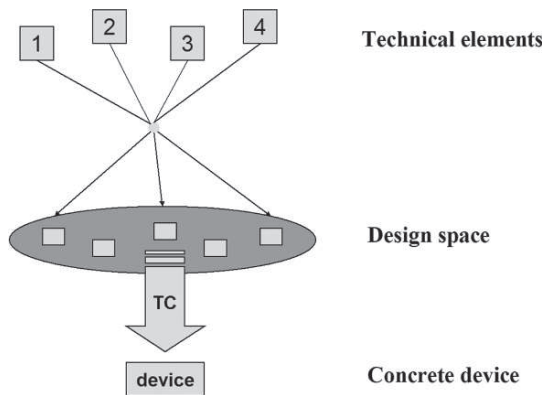 1
2
3
4
Technical elements
Design space
TC
device
Concrete device